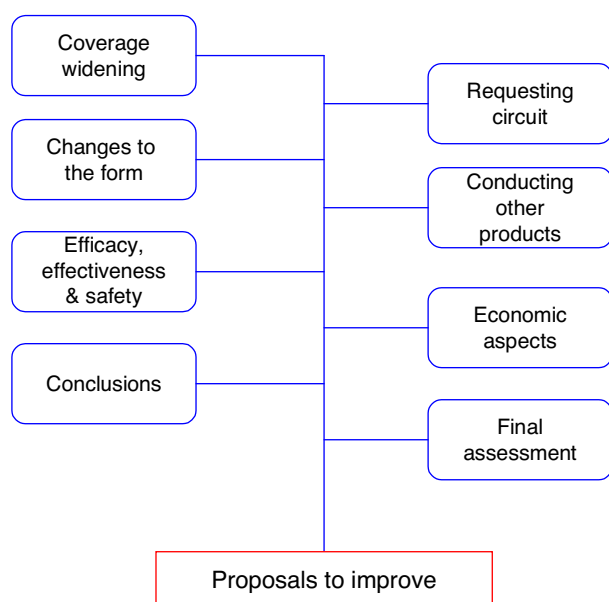 Coverage
widening
Requesting
circuit
Changes to
the form
Conducting
other
products
Efficacy,
effectiveness
& safety
Economic
aspects
Conclusions
Final
assessment
Proposals to improve